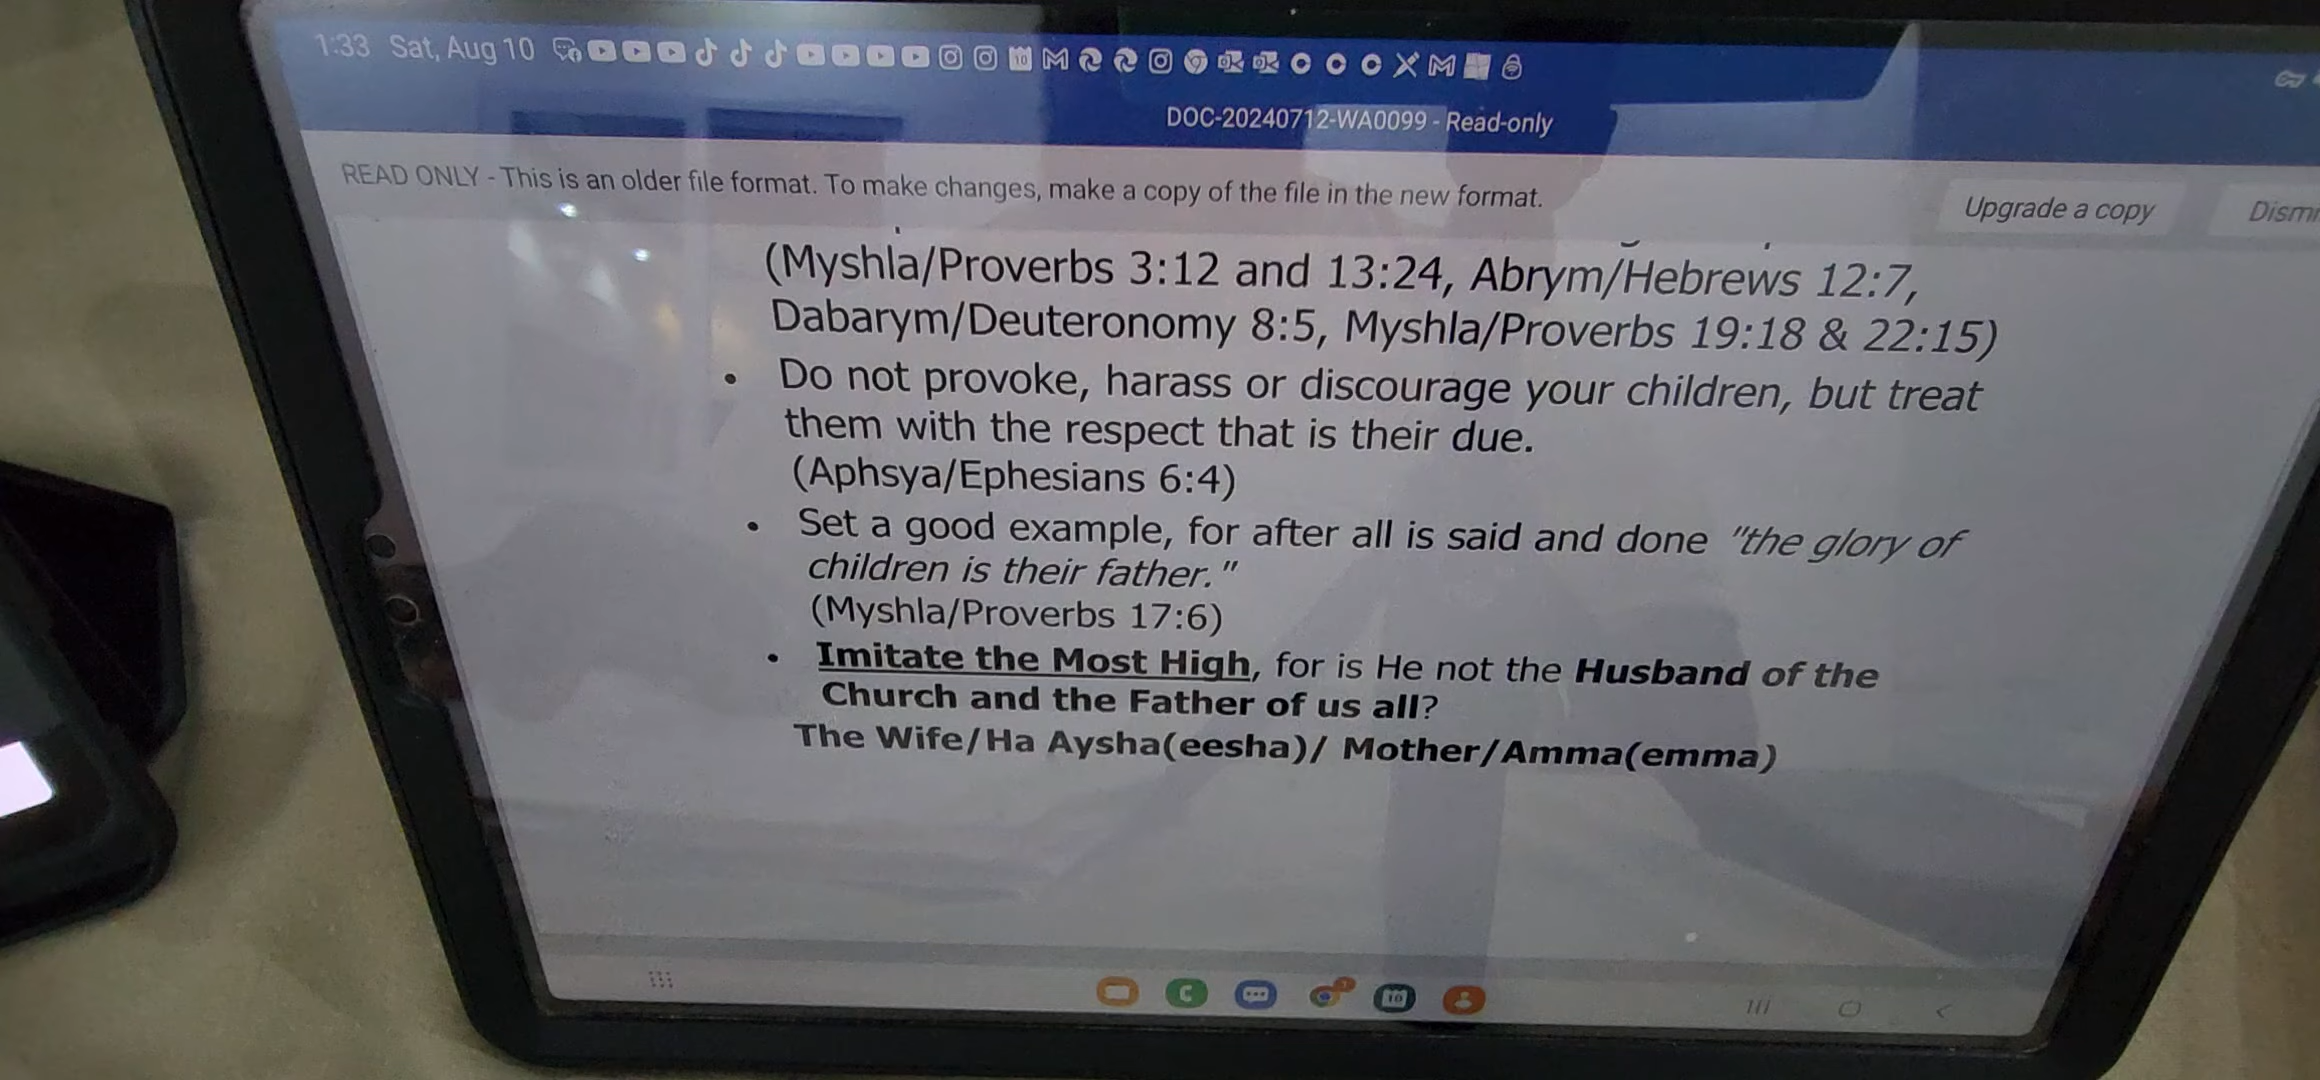 1:33 Sat, Aug 10
DOC-20240712-WA0099 - Read-only
READ ONLY - This is an older file format. To make changes, make a copy of the file in the new format.
Upgrade a copy
(Myshla/Proverbs 3:12 and 13:24, Abrym/Hebrews 12:7,
Dabarym/Deuteronomy 8:5, Myshla/Proverbs 19:18 & 22:15)
• Do not provoke, harass or discourage your children, but treat
them with the respect that is their due.
(Aphsya/Ephesians 6:4)
• Set a good example, for after all is said and done "the glory of
children is their father."
(Myshla/Proverbs 17:6)
• Imitate the Most High, for is He not the Husband of the
Church and the Father of us all?
The Wife/Ha Aysha(eesha)/ Mother/Amma(emma)